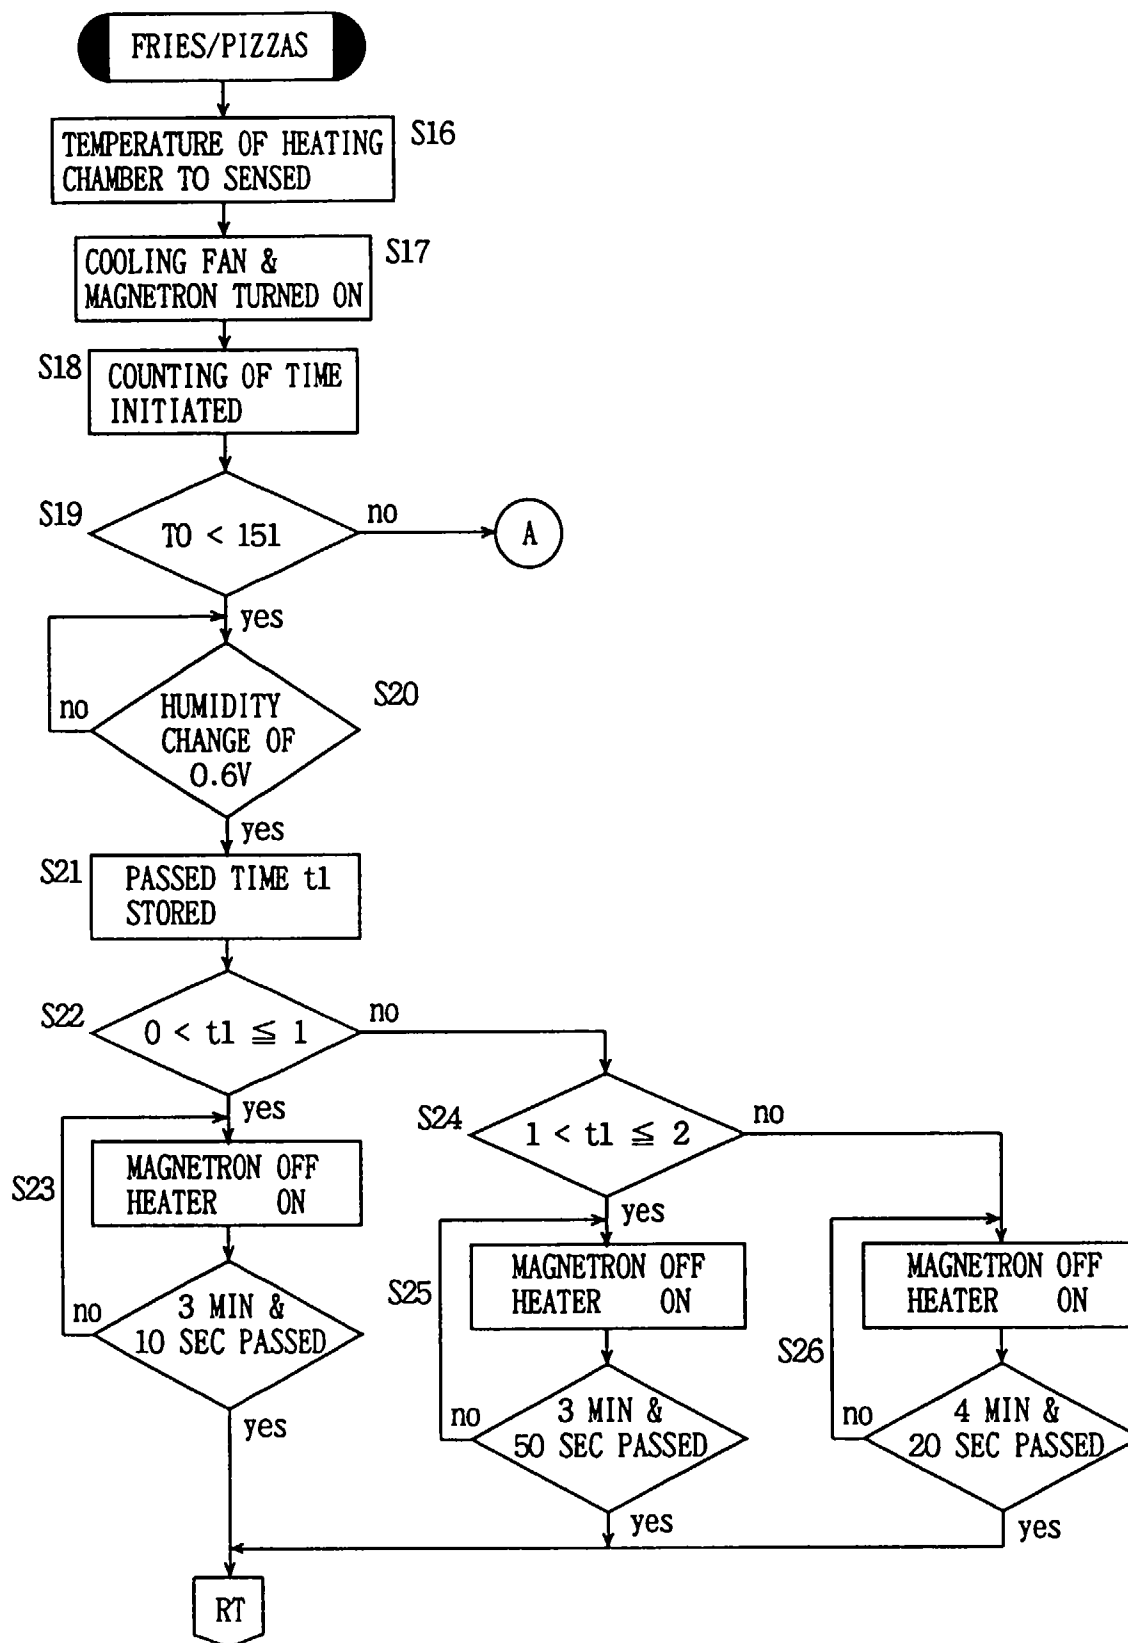 FRIES/PIZZAS
S16
TEMPERATURE OF HEATING
CHAMBER TO SENSED
S17
COOLING FAN &
MAGNETRON TURNED ON
S18
COUNTING OF TIME
INITIATED
S19
TO < 151
no
A
yes
S20
no
HUMIDITY
CHANGE OF
0.6V
yes
S21
PASSED TIME t1
STORED
S22
0 < t1 ≦ 1
no
yes
S24
1 < t1 ≦ 2
no
yes
S23
MAGNETRON OFF
HEATER ON
no
3 MIN &
10 SEC PASSED
yes
S25
MAGNETRON OFF
HEATER ON
no
3 MIN &
50 SEC PASSED
yes
S26
MAGNETRON OFF
HEATER ON
no
4 MIN &
20 SEC PASSED
yes
RT